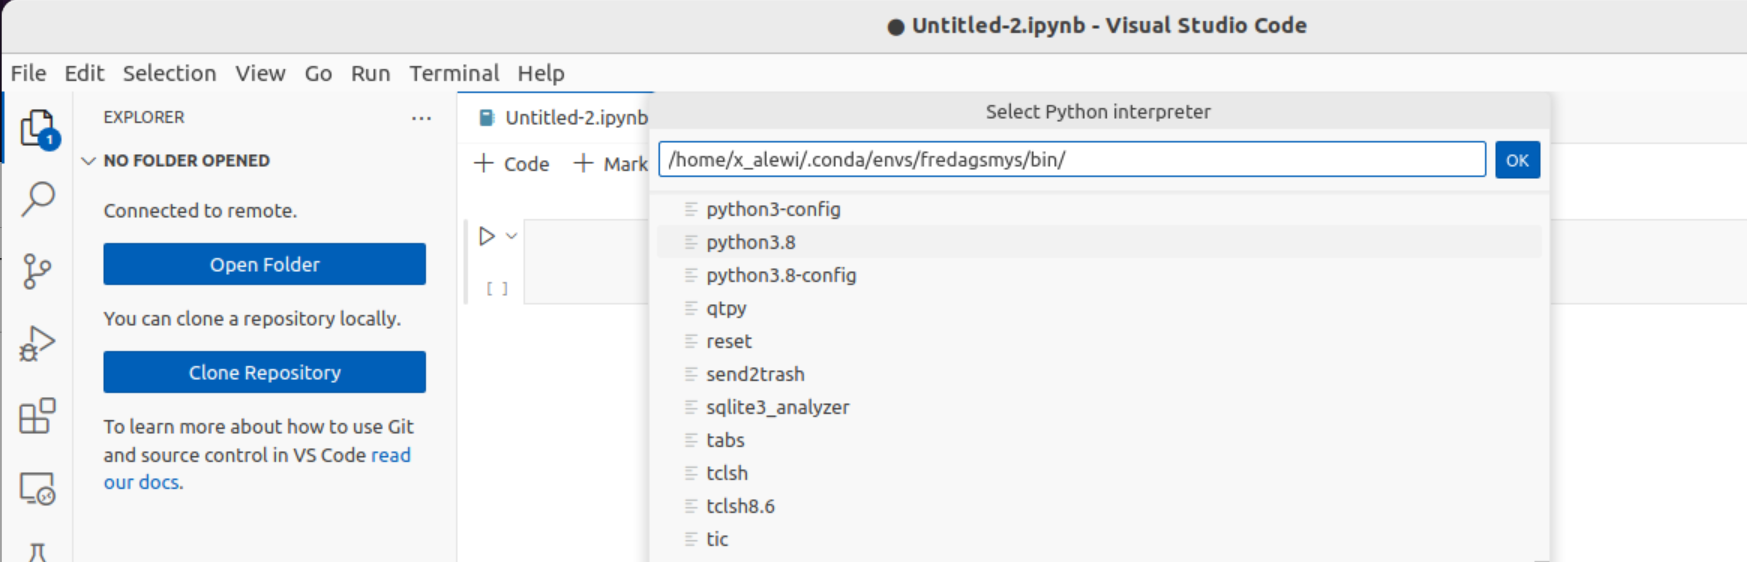 ● Untitled-2.ipynb - Visual Studio Code
File Edit Selection View Go Run Terminal Help
EXPLORER ...
NO FOLDER OPENED
Connected to remote.
Open Folder
You can clone a repository locally.
Clone Repository
To learn more about how to use Git
and source control in VS Code read
our docs.
1
Untitled-2.ipynb
+ Code + Mark
[ ]
Select Python interpreter
/home/x_alewi/.conda/envs/fredagsmys/bin/ OK
python3-config
python3.8
python3.8-config
qtpy
reset
send2trash
sqlite3_analyzer
tabs
tclsh
tclsh8.6
tic